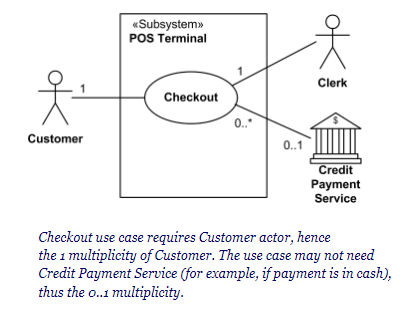 «Subsystem»
POS Terminal
1
Checkout
1
0..*
0..1
Customer
Clerk
$
Credit
Payment
Service
Checkout use case requires Customer actor, hence
the 1 multiplicity of Customer. The use case may not need
Credit Payment Service (for example, if payment is in cash),
thus the 0..1 multiplicity.